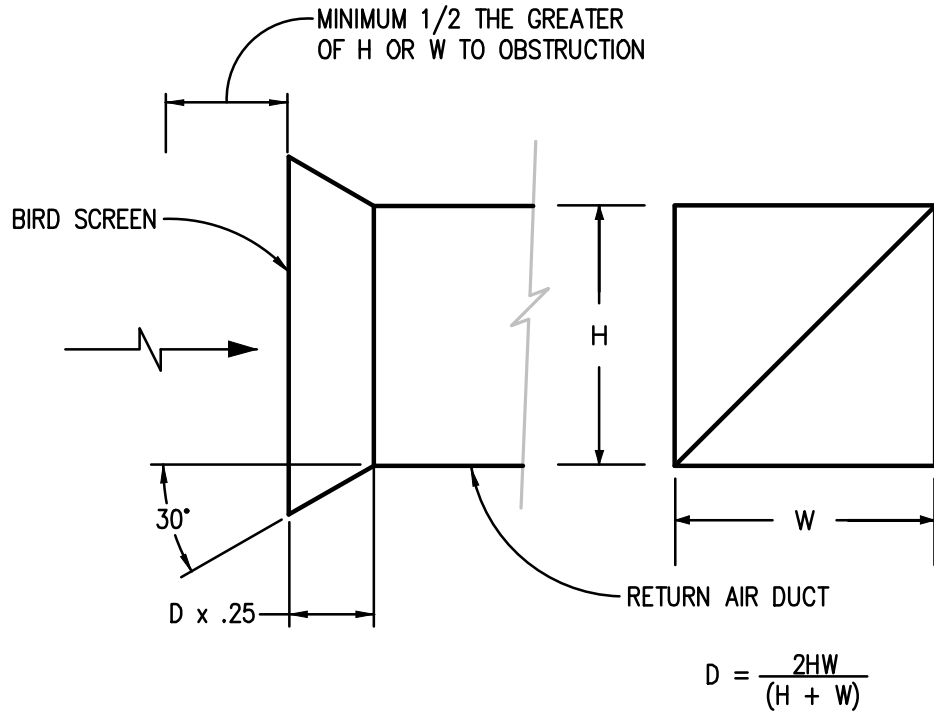 MINIMUM 1/2 THE GREATER
OF H OR W TO OBSTRUCTION
BIRD SCREEN
H
30°
W
D x .25
RETURN AIR DUCT
D = 2HW
(H + W)